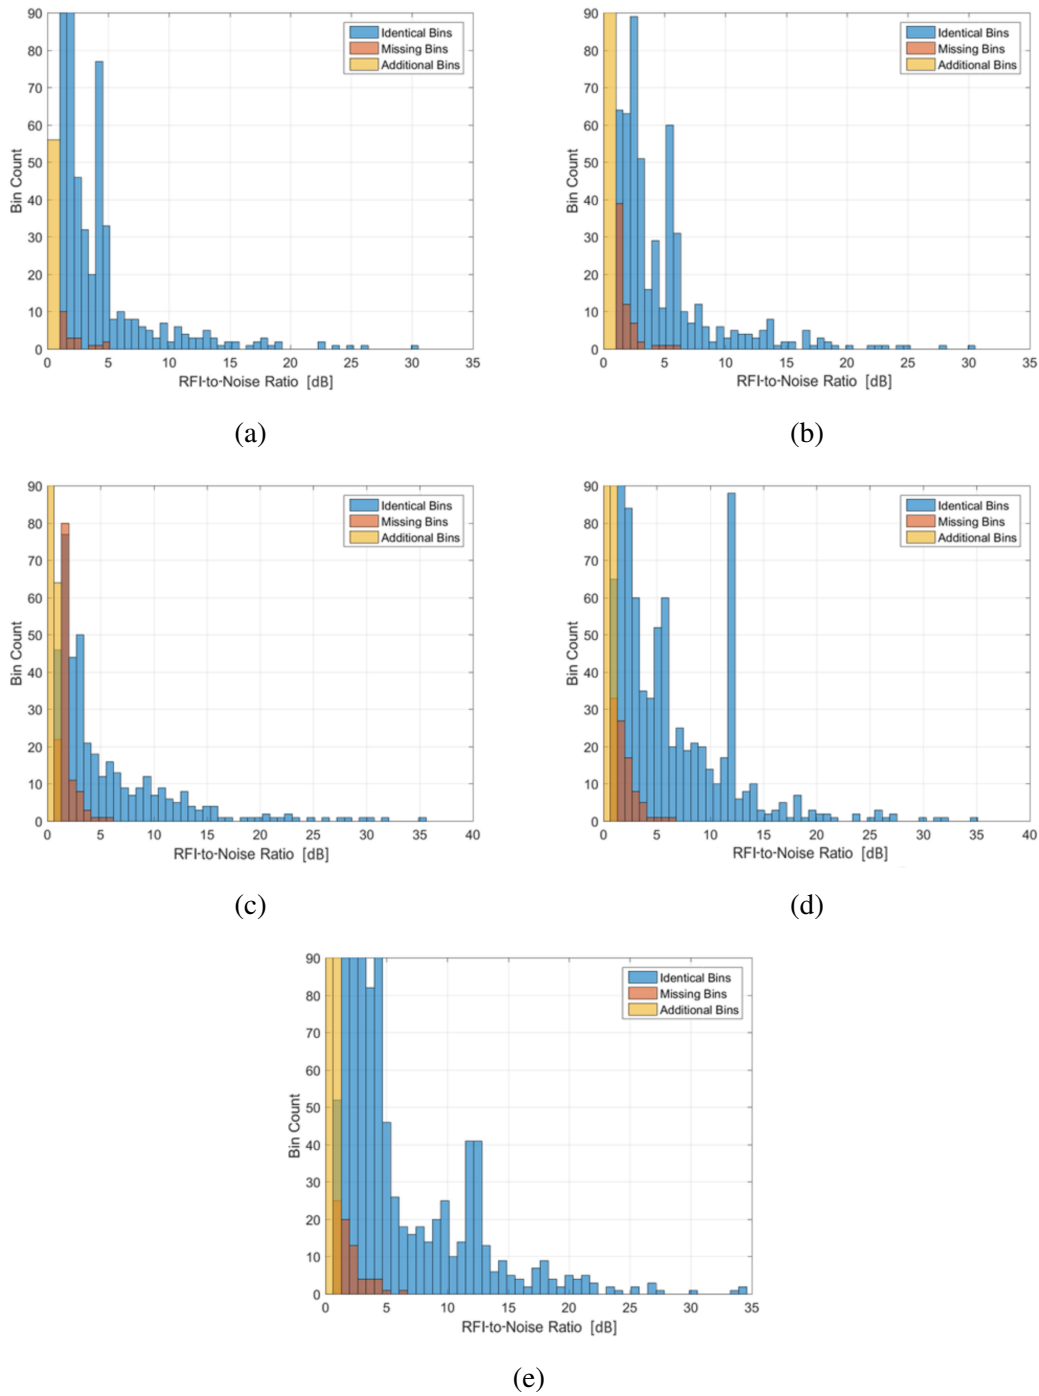 90
80
70
60
50
40
30
20
10
0
Bin Count
Identical Bins
Missing Bins
Additional Bins
0 5 10 15 20 25 30 35
RFI-to-Noise Ratio [dB]
(a)
90
80
70
60
50
40
30
20
10
0
Bin Count
Identical Bins
Missing Bins
Additional Bins
0 5 10 15 20 25 30 35
RFI-to-Noise Ratio [dB]
(b)
90
80
70
60
50
40
30
20
10
0
Bin Count
Identical Bins
Missing Bins
Additional Bins
0 5 10 15 20 25 30 35 40
RFI-to-Noise Ratio [dB]
(c)
90
80
70
60
50
40
30
20
10
0
Bin Count
Identical Bins
Missing Bins
Additional Bins
0 5 10 15 20 25 30 35 40
RFI-to-Noise Ratio [dB]
(d)
90
80
70
60
50
40
30
20
10
0
Bin Count
Identical Bins
Missing Bins
Additional Bins
0 5 10 15 20 25 30 35
RFI-to-Noise Ratio [dB]
(e)